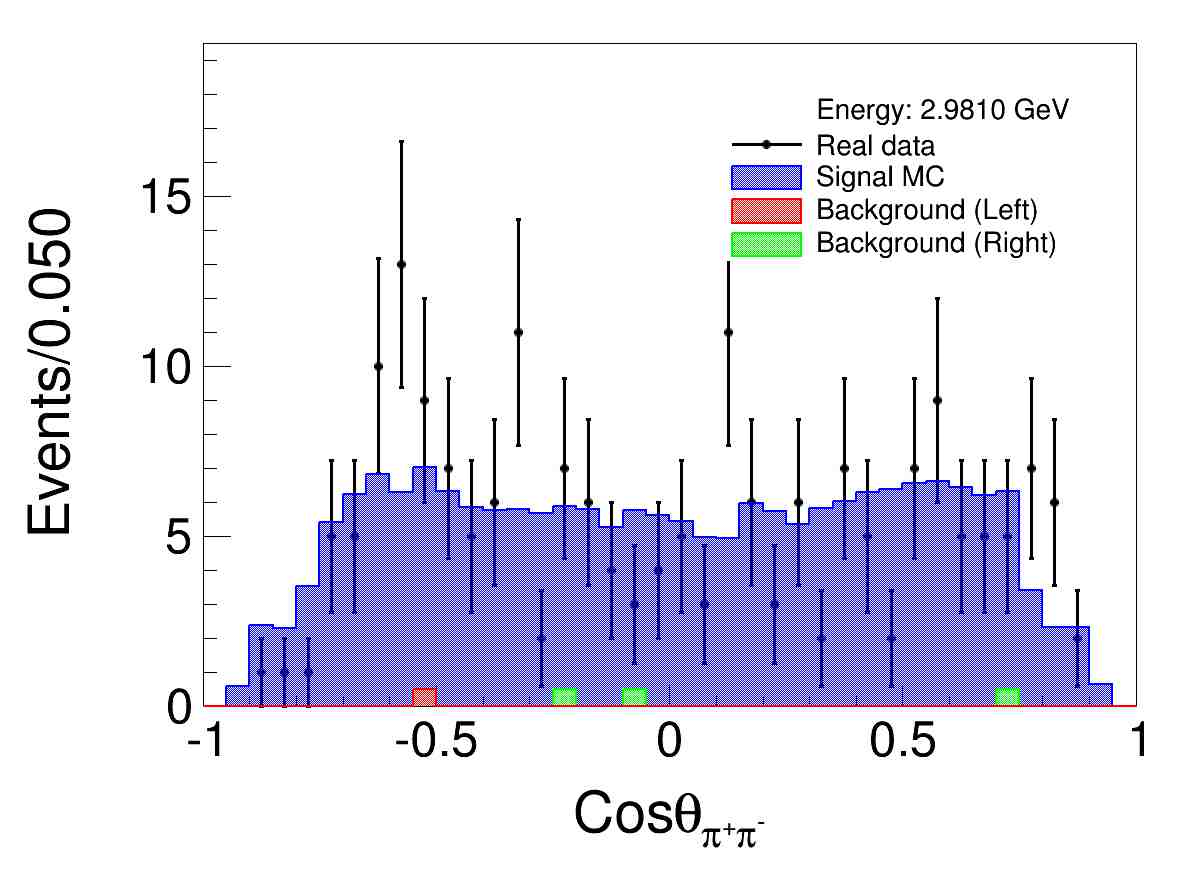 Energy: 2.9810 GeV
Real data
Signal MC
Background (Left)
Background (Right)
Events/0.050
15
10
5
0
-1 -0.5 0 0.5 1
Cosθπ⁺π⁻